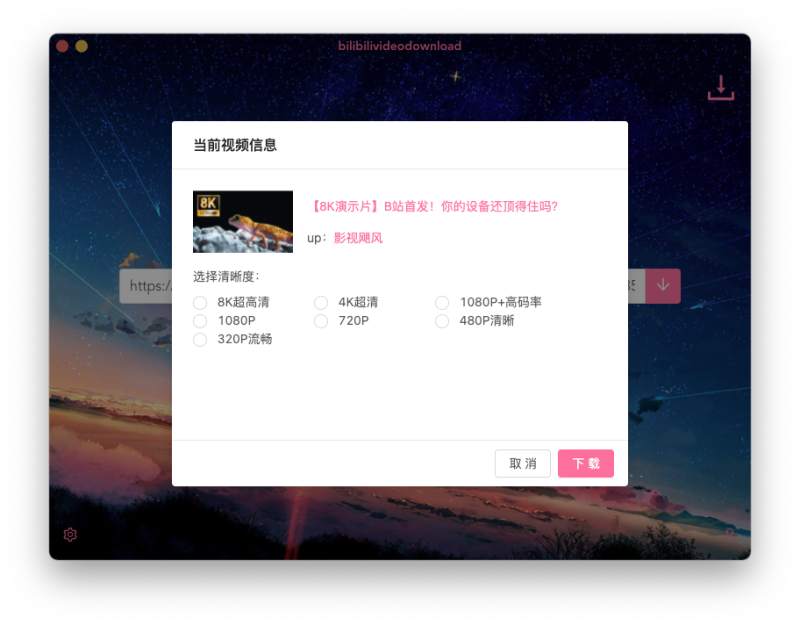 bilibilivideodownload
当前视频信息
8K
【8K演示片】B站首发！你的设备还顶得住吗？
up：影视飓风
https:/
选择清晰度：
8K超高清 4K超清 1080P+高码率
1080P 720P 480P清晰
320P流畅
取 消 下 载